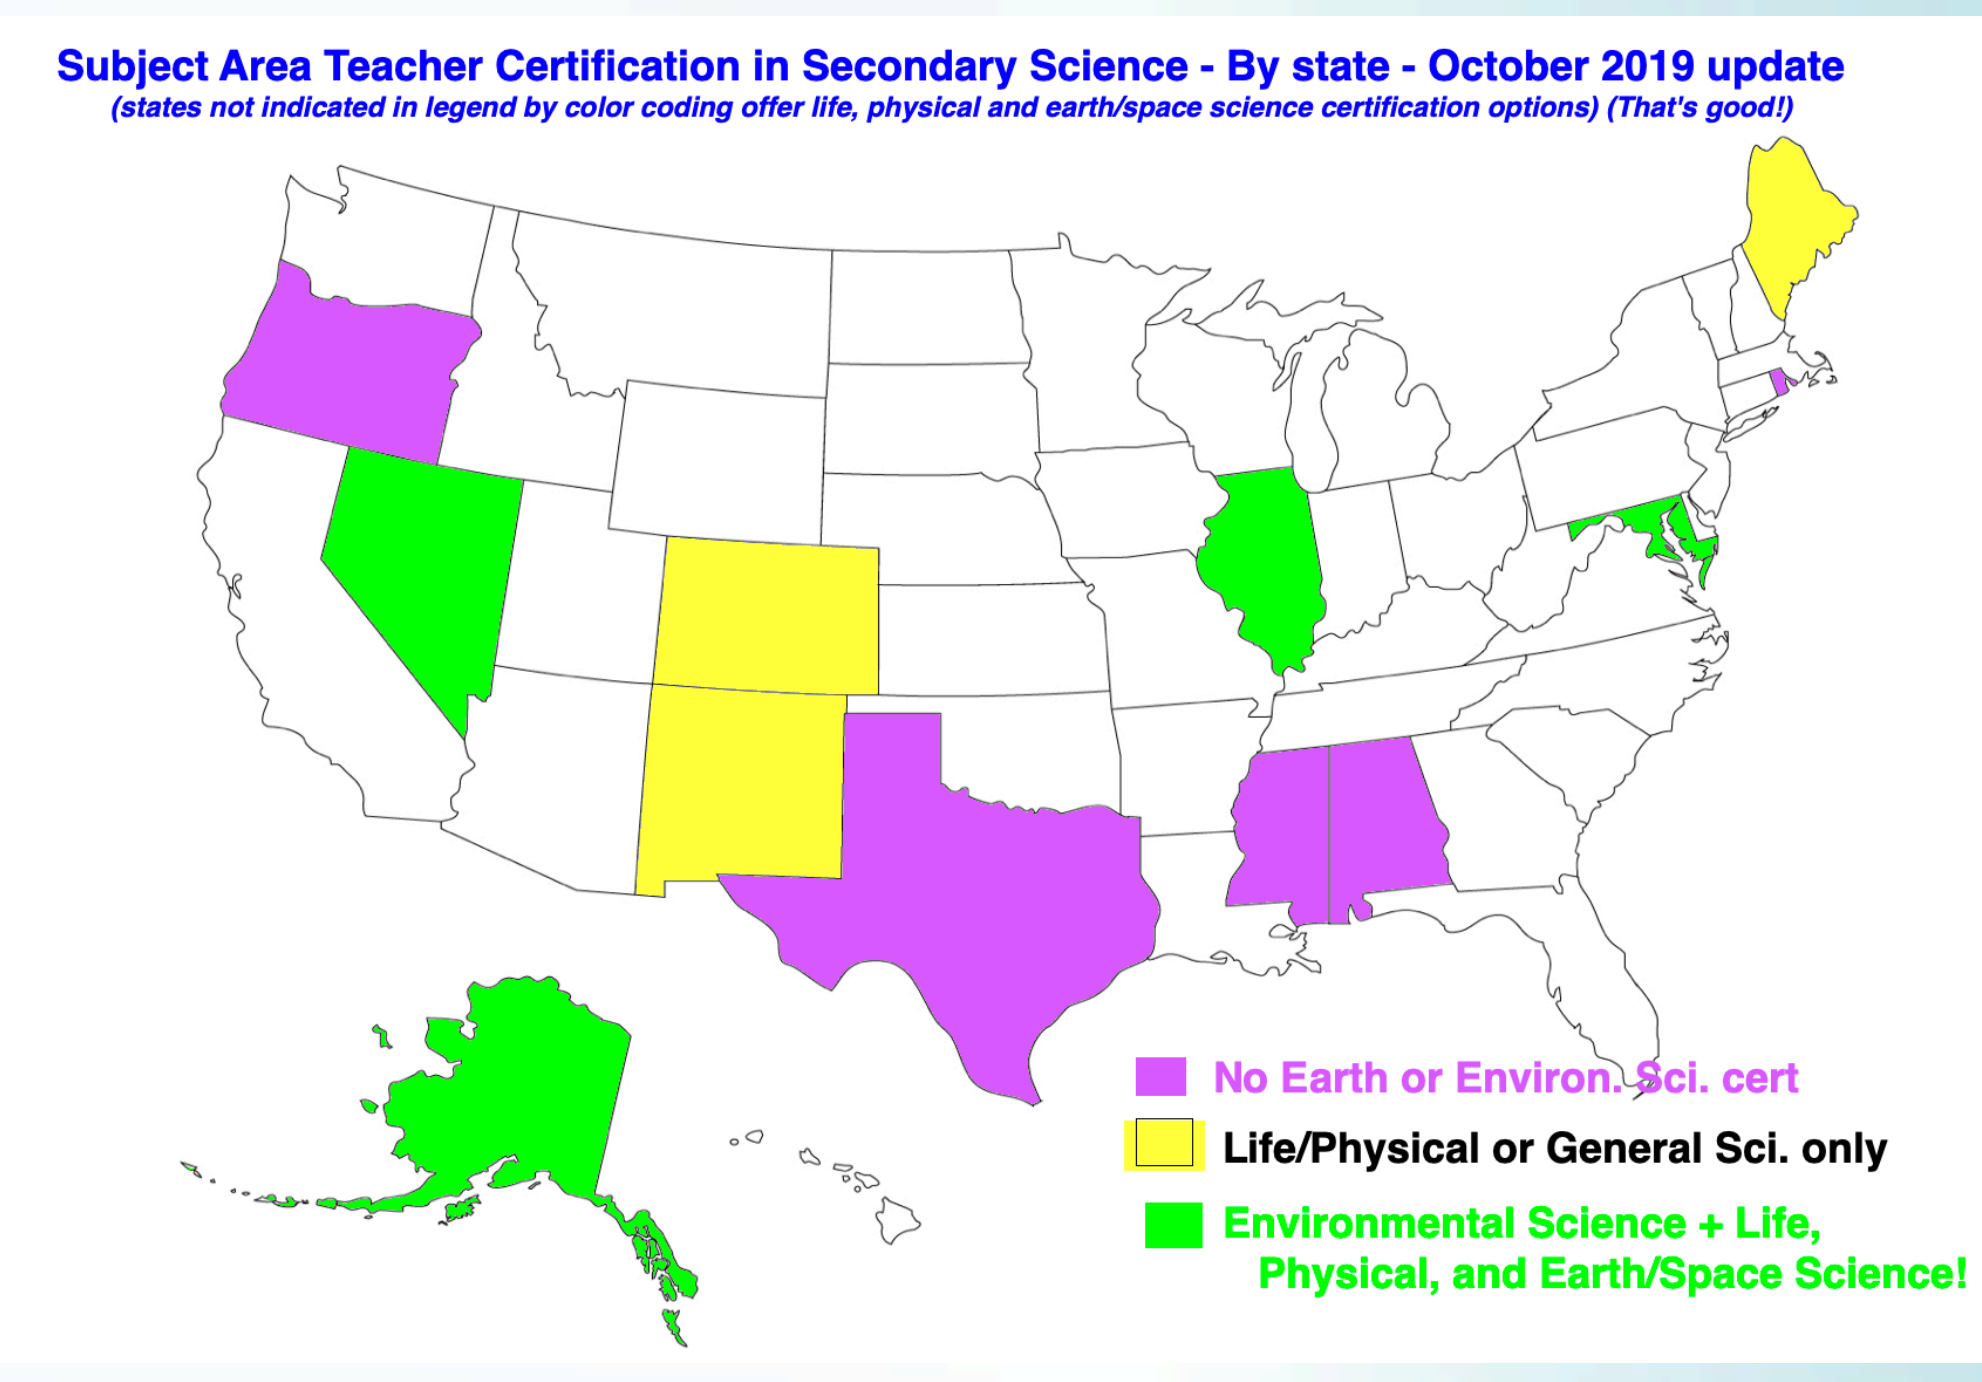 Subject Area Teacher Certification in Secondary Science - By state - October 2019 update
(states not indicated in legend by color coding offer life, physical and earth/space science certification options) (That's good!)
No Earth or Environ. Sci. cert
Life/Physical or General Sci. only
Environmental Science + Life,
Physical, and Earth/Space Science!